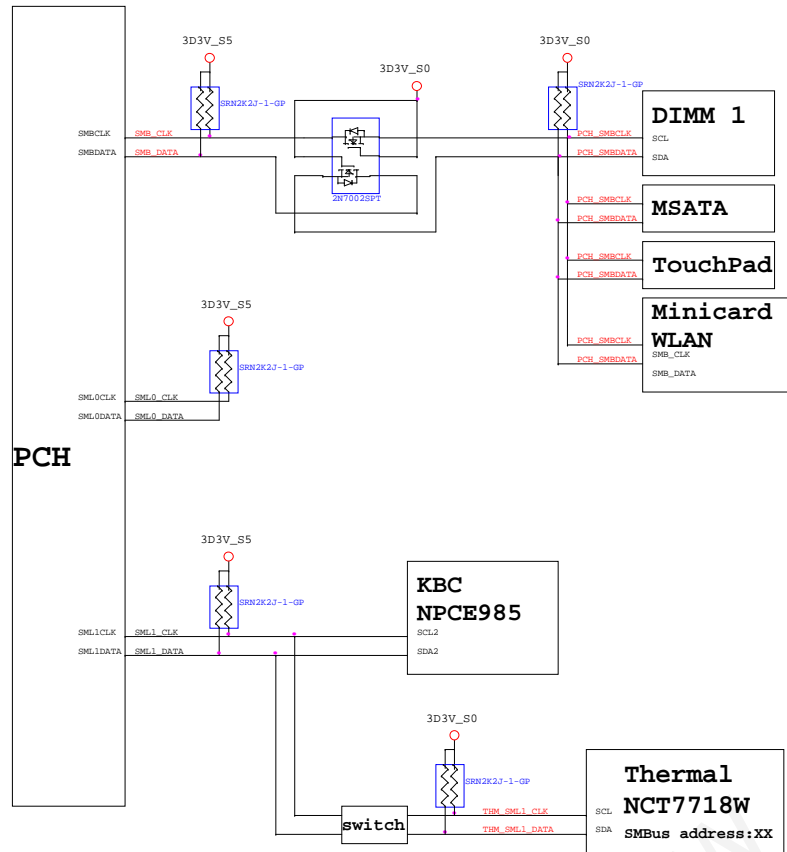 3D3V_S5
3D3V_S0
3D3V_S0
SRN2K2J-1-GP
SRN2K2J-1-GP
DIMM 1
SMBCLK
SMB_CLK
PCH_SMBCLK
SCL
SMBDATA
SMB_DATA
PCH_SMBDATA
SDA
2N7002SPT
PCH_SMBCLK
MSATA
PCH_SMBDATA
PCH_SMBCLK
TouchPad
PCH_SMBDATA
3D3V_S5
Minicard
WLAN
PCH_SMBCLK
SMB_CLK
PCH_SMBDATA
SMB_DATA
SRN2K2J-1-GP
SML0CLK
SML0_CLK
SML0DATA
SML0_DATA
PCH
3D3V_S5
KBC
NPCE985
SRN2K2J-1-GP
SML1CLK
SML1_CLK
SCL2
SML1DATA
SML1_DATA
SDA2
3D3V_S0
SRN2K2J-1-GP
Thermal
NCT7718W
THM_SML1_CLK
SCL
switch
THM_SML1_DATA
SDA
SMBus address:XX